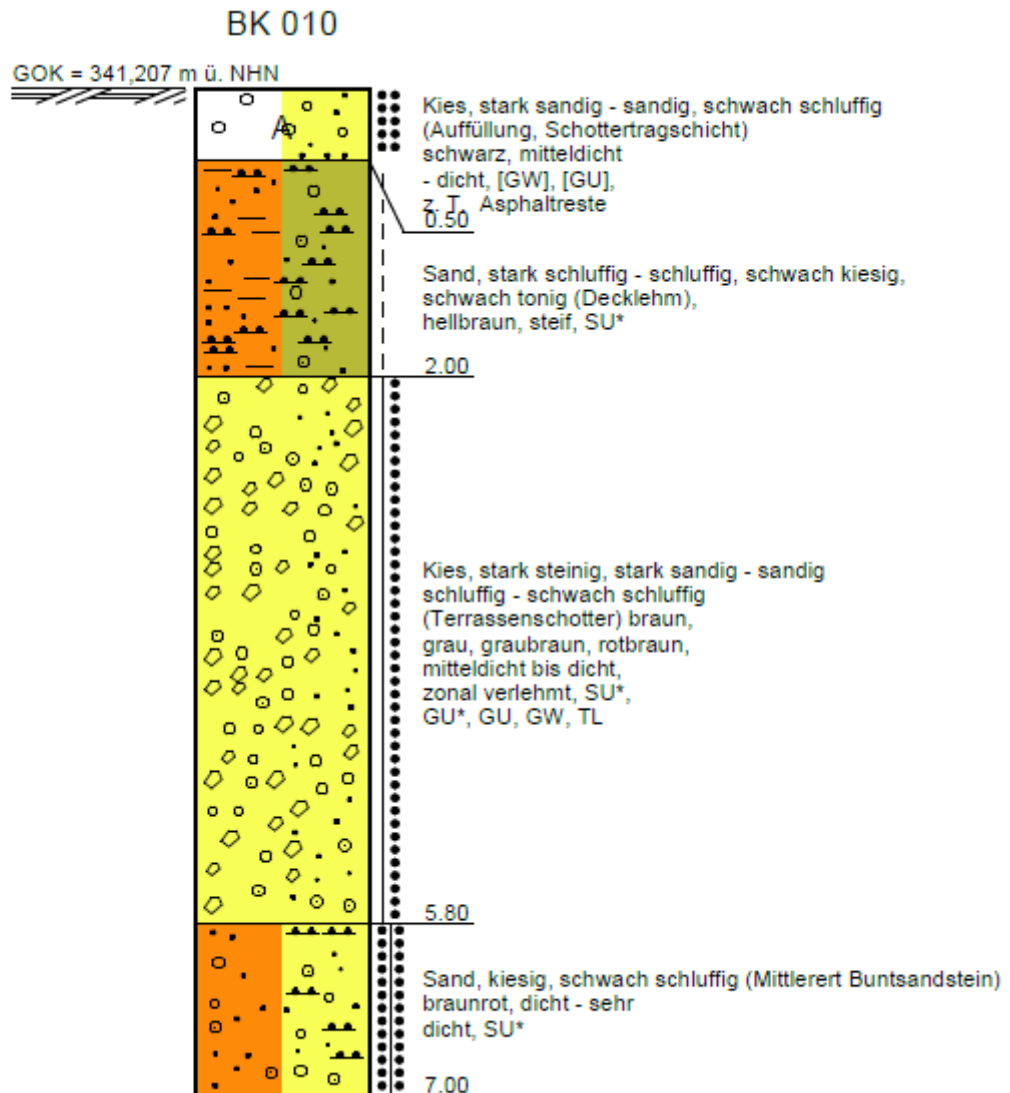 BK 010
GOK = 341,207 m ü. NHN
A
Kies, stark sandig - sandig, schwach schluffig
(Auffüllung, Schottertragschicht)
schwarz, mitteldicht
- dicht, [GW], [GU],
z. T. Asphaltreste
0.50
Sand, stark schluffig - schluffig, schwach kiesig,
schwach tonig (Decklehm),
hellbraun, steif, SU*
2.00
Kies, stark steinig, stark sandig - sandig
schluffig - schwach schluffig
(Terrassenschotter) braun,
grau, graubraun, rotbraun,
mitteldicht bis dicht,
zonal verlehmt, SU*,
GU*, GU, GW, TL
5.80
Sand, kiesig, schwach schluffig (Mittlerert Buntsandstein)
braunrot, dicht - sehr
dicht, SU*
7.00